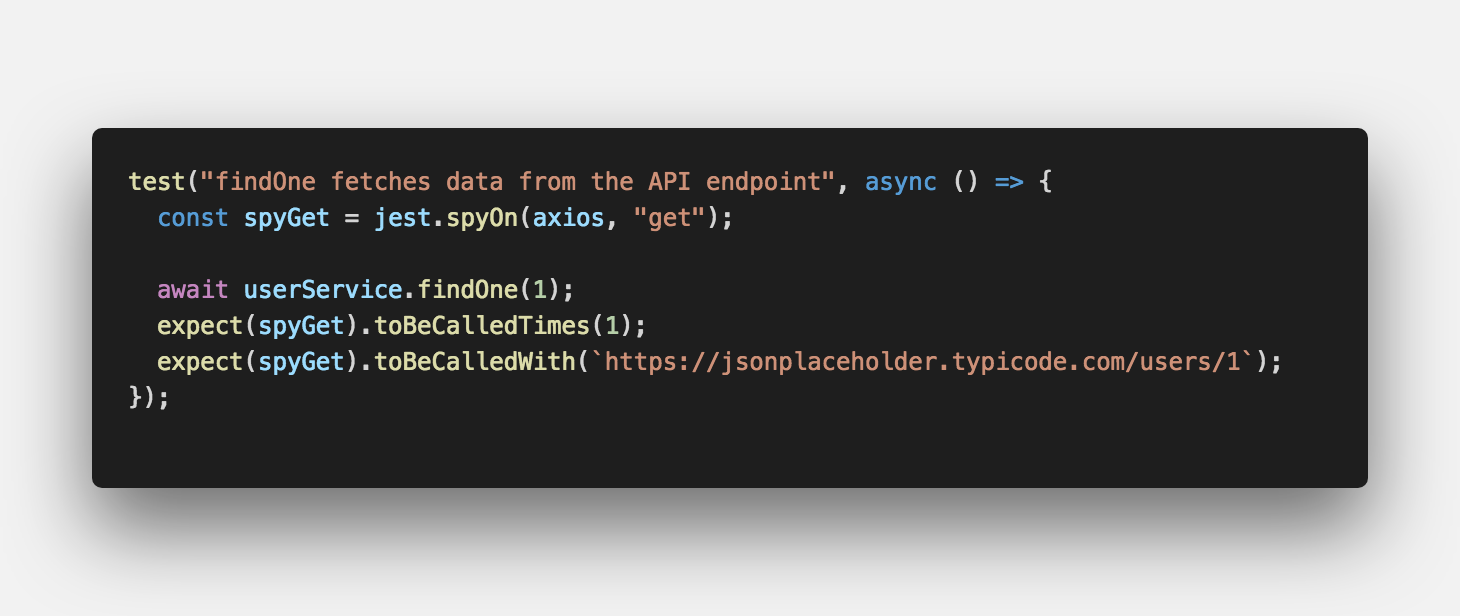 test("findOne fetches data from the API endpoint", async () => {
  const spyGet = jest.spyOn(axios, "get");

  await userService.findOne(1);
  expect(spyGet).toBeCalledTimes(1);
  expect(spyGet).toBeCalledWith(`https://jsonplaceholder.typicode.com/users/1`);
});